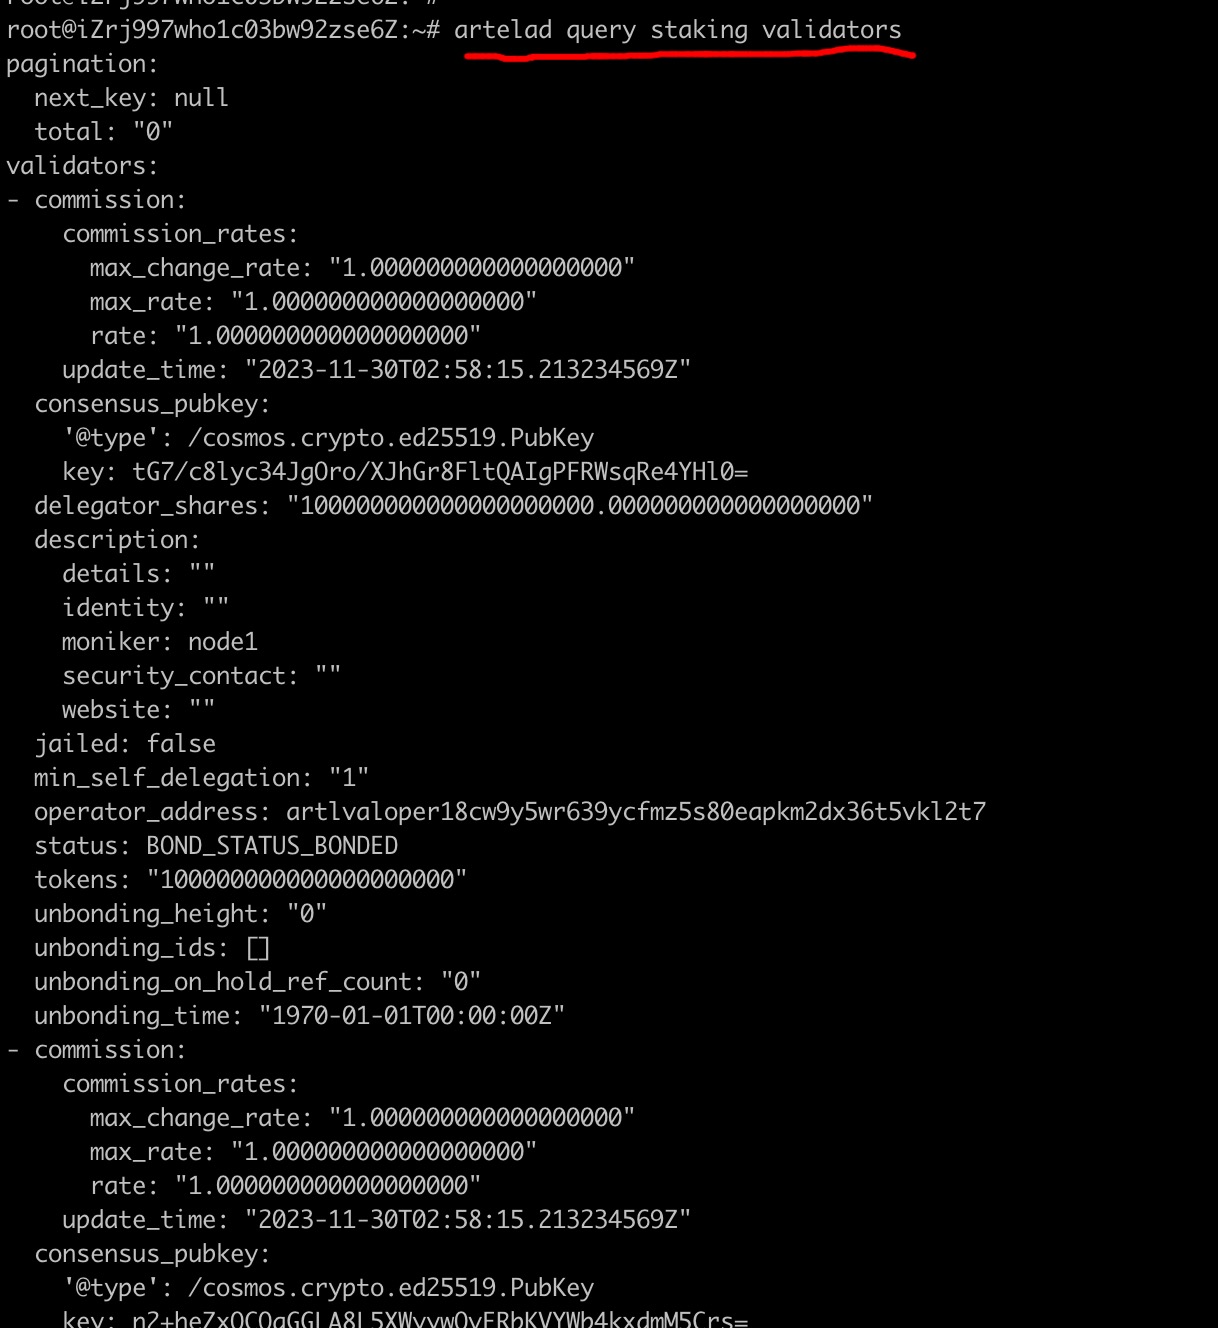 root@iZrj997who1c03bw92zse6Z:~# artelad query staking validators
pagination:
  next_key: null
  total: "0"
validators:
- commission:
    commission_rates:
      max_change_rate: "1.000000000000000000"
      max_rate: "1.000000000000000000"
      rate: "1.000000000000000000"
    update_time: "2023-11-30T02:58:15.213234569Z"
  consensus_pubkey:
    '@type': /cosmos.crypto.ed25519.PubKey
    key: tG7/c8lyc34JgOro/XJhGr8FltQAIgPFRWsqRe4YHl0=
  delegator_shares: "100000000000000000000.000000000000000000"
  description:
    details: ""
    identity: ""
    moniker: node1
    security_contact: ""
    website: ""
  jailed: false
  min_self_delegation: "1"
  operator_address: artlvaloper18cw9y5wr639ycfmz5s80eapkm2dx36t5vkl2t7
  status: BOND_STATUS_BONDED
  tokens: "100000000000000000000"
  unbonding_height: "0"
  unbonding_ids: []
  unbonding_on_hold_ref_count: "0"
  unbonding_time: "1970-01-01T00:00:00Z"
- commission:
    commission_rates:
      max_change_rate: "1.000000000000000000"
      max_rate: "1.000000000000000000"
      rate: "1.000000000000000000"
    update_time: "2023-11-30T02:58:15.213234569Z"
  consensus_pubkey:
    '@type': /cosmos.crypto.ed25519.PubKey
    key: